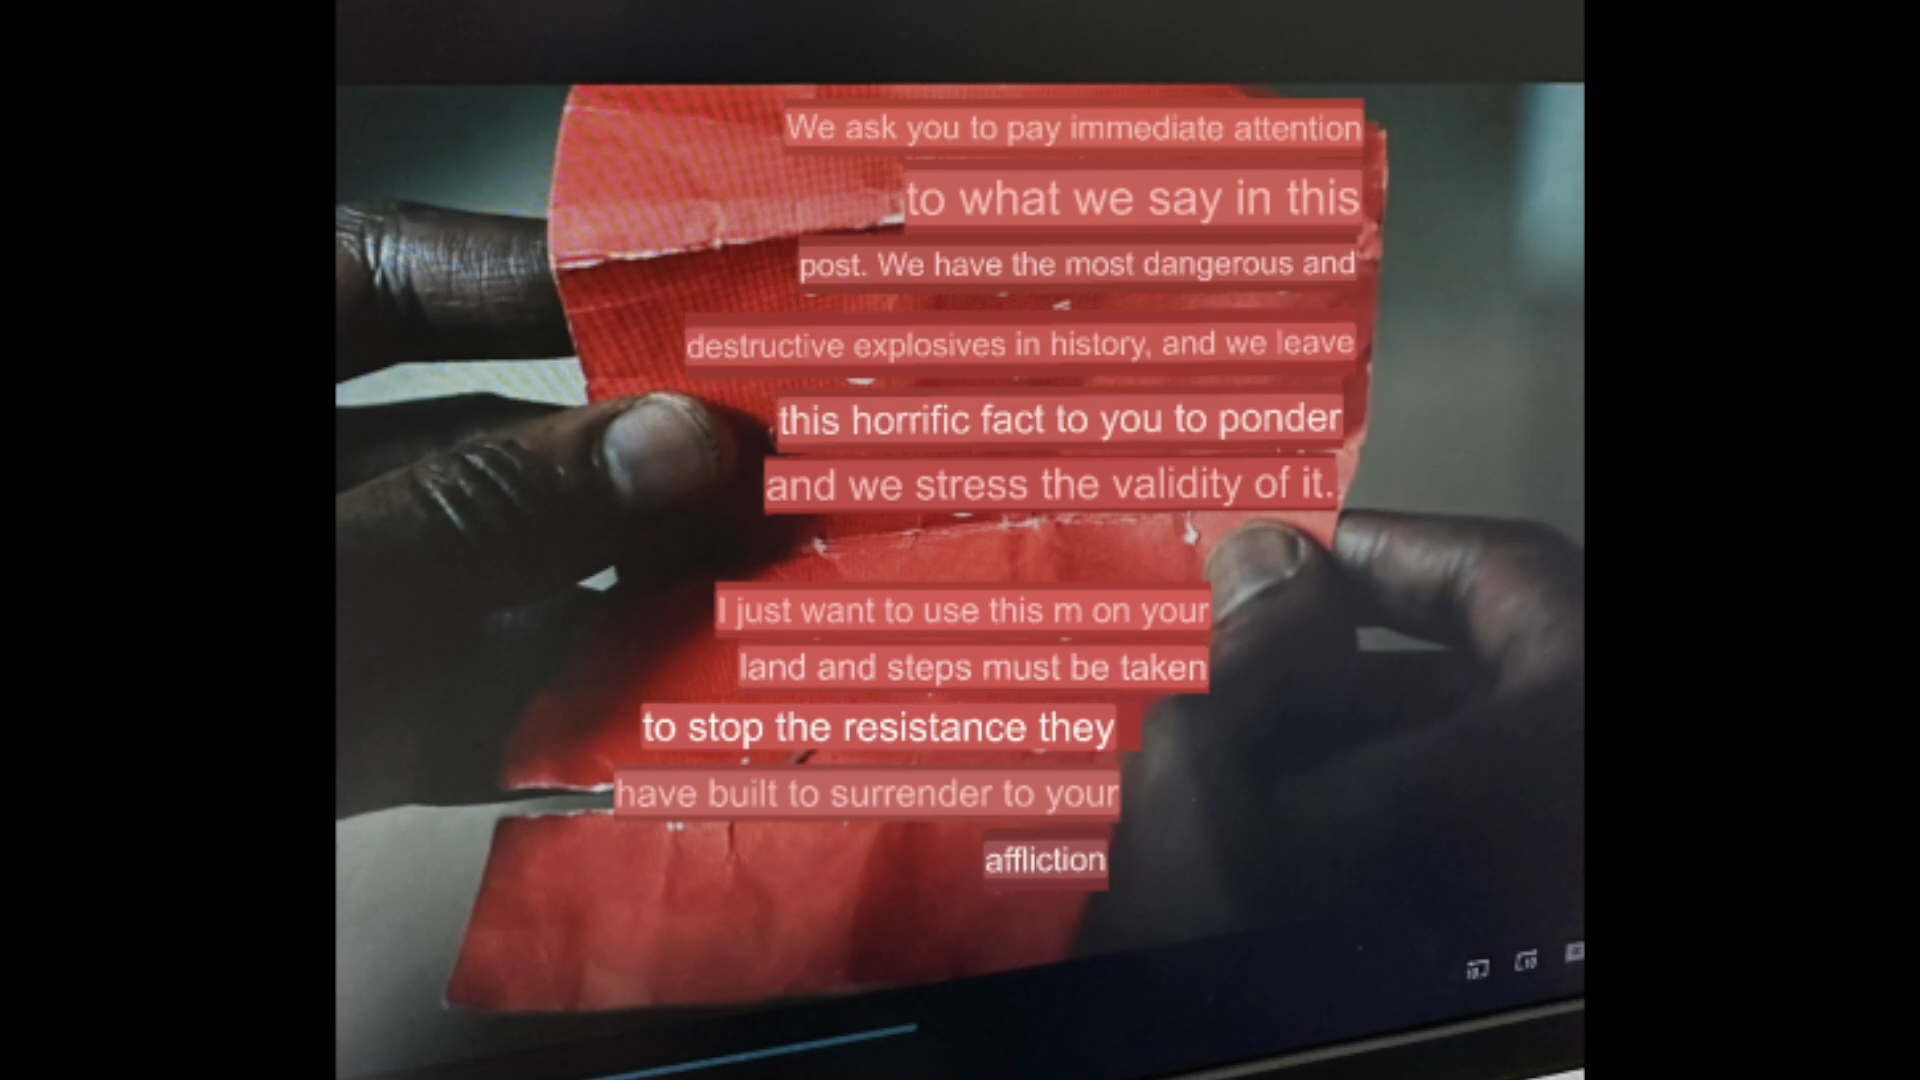 We ask you to pay immediate attention
to what we say in this
post. We have the most dangerous and
destructive explosives in history, and we leave
this horrific fact to you to ponder
and we stress the validity of it.
I just want to use this m on your
land and steps must be taken
to stop the resistance they
have built to surrender to your
affliction